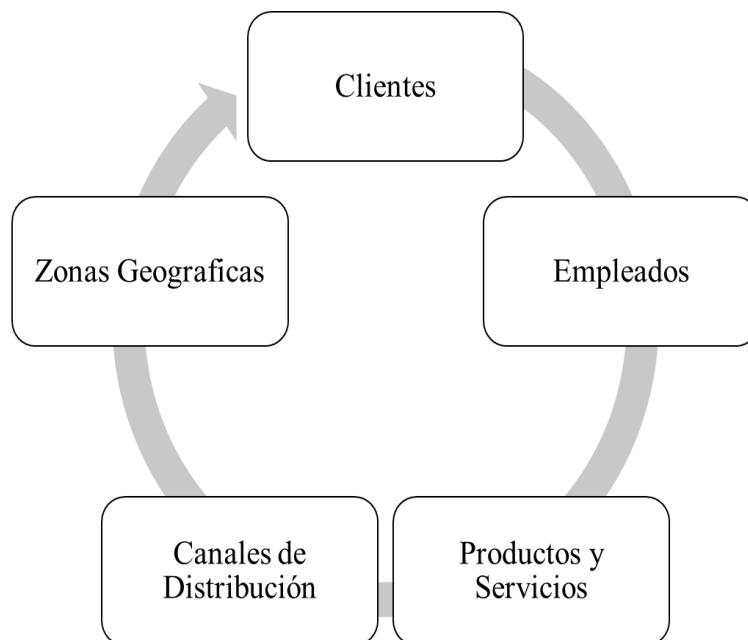 Clientes
Empleados
Productos y
Servicios
Canales de
Distribución
Zonas Geograficas